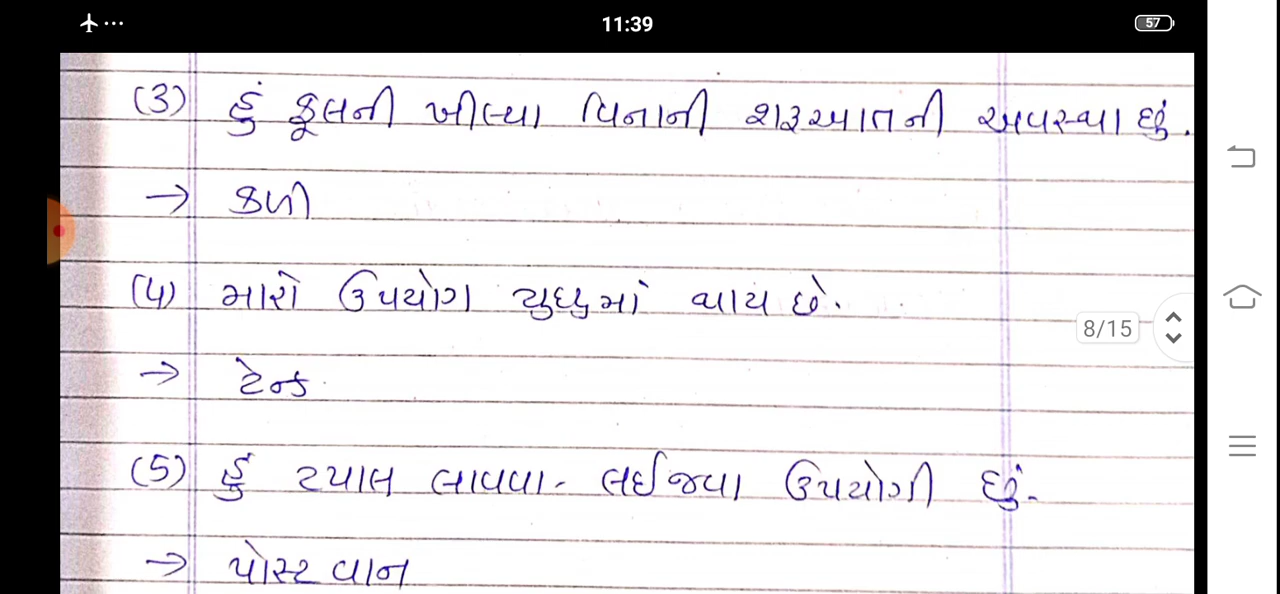 11:39
57
(3) હું ફૂલની ખીલ્યા વિનાની શરૂઆતની અવસ્થા છું.
→ કળી
(4) મારો ઉપયોગ યુધ્ધમાં થાય છે.
8/15
→ ટેન્ક
(5) હું ટપાલ લાવવા- લઈજવા ઉપયોગી છું.
→ પોસ્ટ વાન